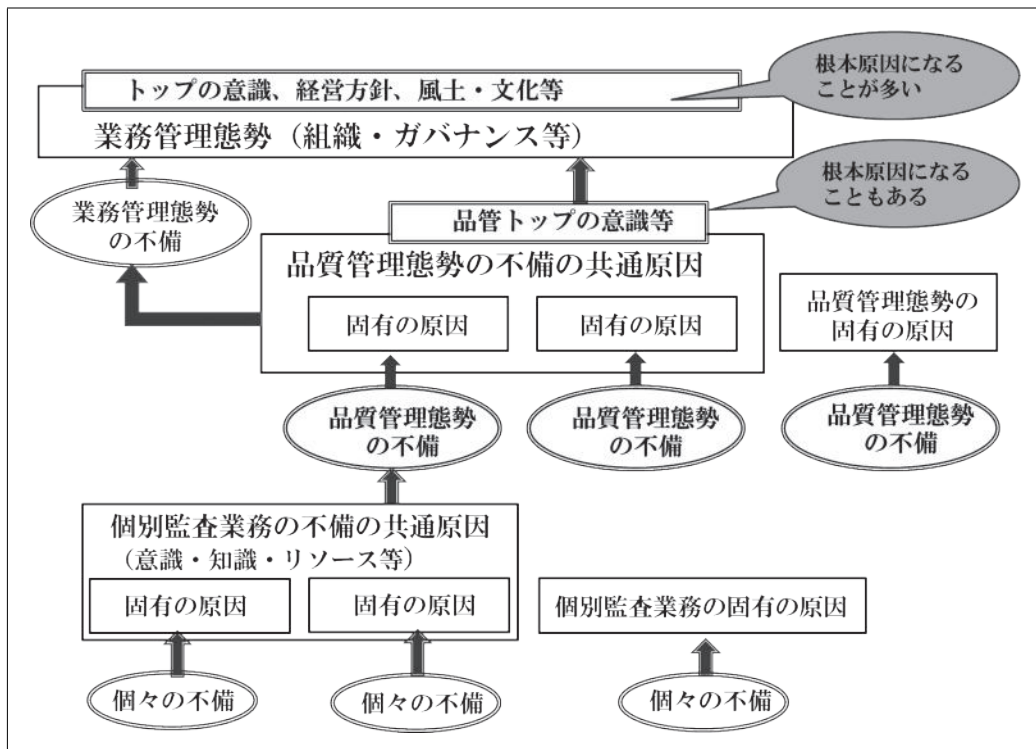 トップの意識、経営方針、風土・文化等
根本原因になる
ことが多い
業務管理態勢（組織・ガバナンス等）
業務管理態勢
の不備
根本原因になる
こともある
品管トップの意識等
品質管理態勢の不備の共通原因
固有の原因
固有の原因
品質管理態勢の
固有の原因
品質管理態勢
の不備
品質管理態勢
の不備
品質管理態勢
の不備
個別監査業務の不備の共通原因
（意識・知識・リソース等）
固有の原因
固有の原因
個別監査業務の固有の原因
個々の不備
個々の不備
個々の不備